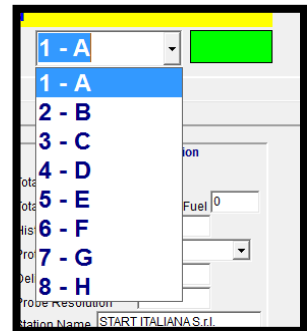 1 - A
1 - A
2 - B
3 - C
4 - D
5 - E
6 - F
7 - G
8 - H
Fuel 0
Probe Resolution
Station Name START ITALIANA S.r.l.